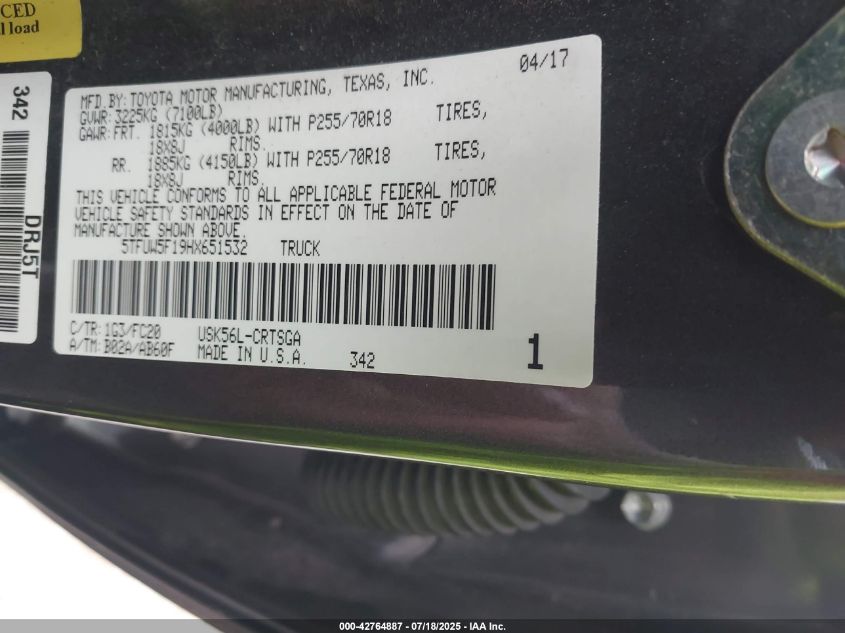 CED
l load
342
DRJ5T
04/17
MFD.BY: TOYOTA MOTOR MANUFACTURING, TEXAS, INC.
GVWR: 3225KG (7100LB)
GAWR: FRT. 1815KG (4000LB) WITH P255/70R18 TIRES,
18X8J RIMS.
RR. 1885KG (4150LB) WITH P255/70R18 TIRES,
18X8J RIMS.
THIS VEHICLE CONFORMS TO ALL APPLICABLE FEDERAL MOTOR
VEHICLE SAFETY STANDARDS IN EFFECT ON THE DATE OF
MANUFACTURE SHOWN ABOVE.
5TFUW5F19HX651532 TRUCK
C/TR: 1G3/FC20 USK56L-CRTSGA
A/TM: B02A/AB60F MADE IN U.S.A. 342 1
000-42764887 - 07/18/2025 - IAA Inc.